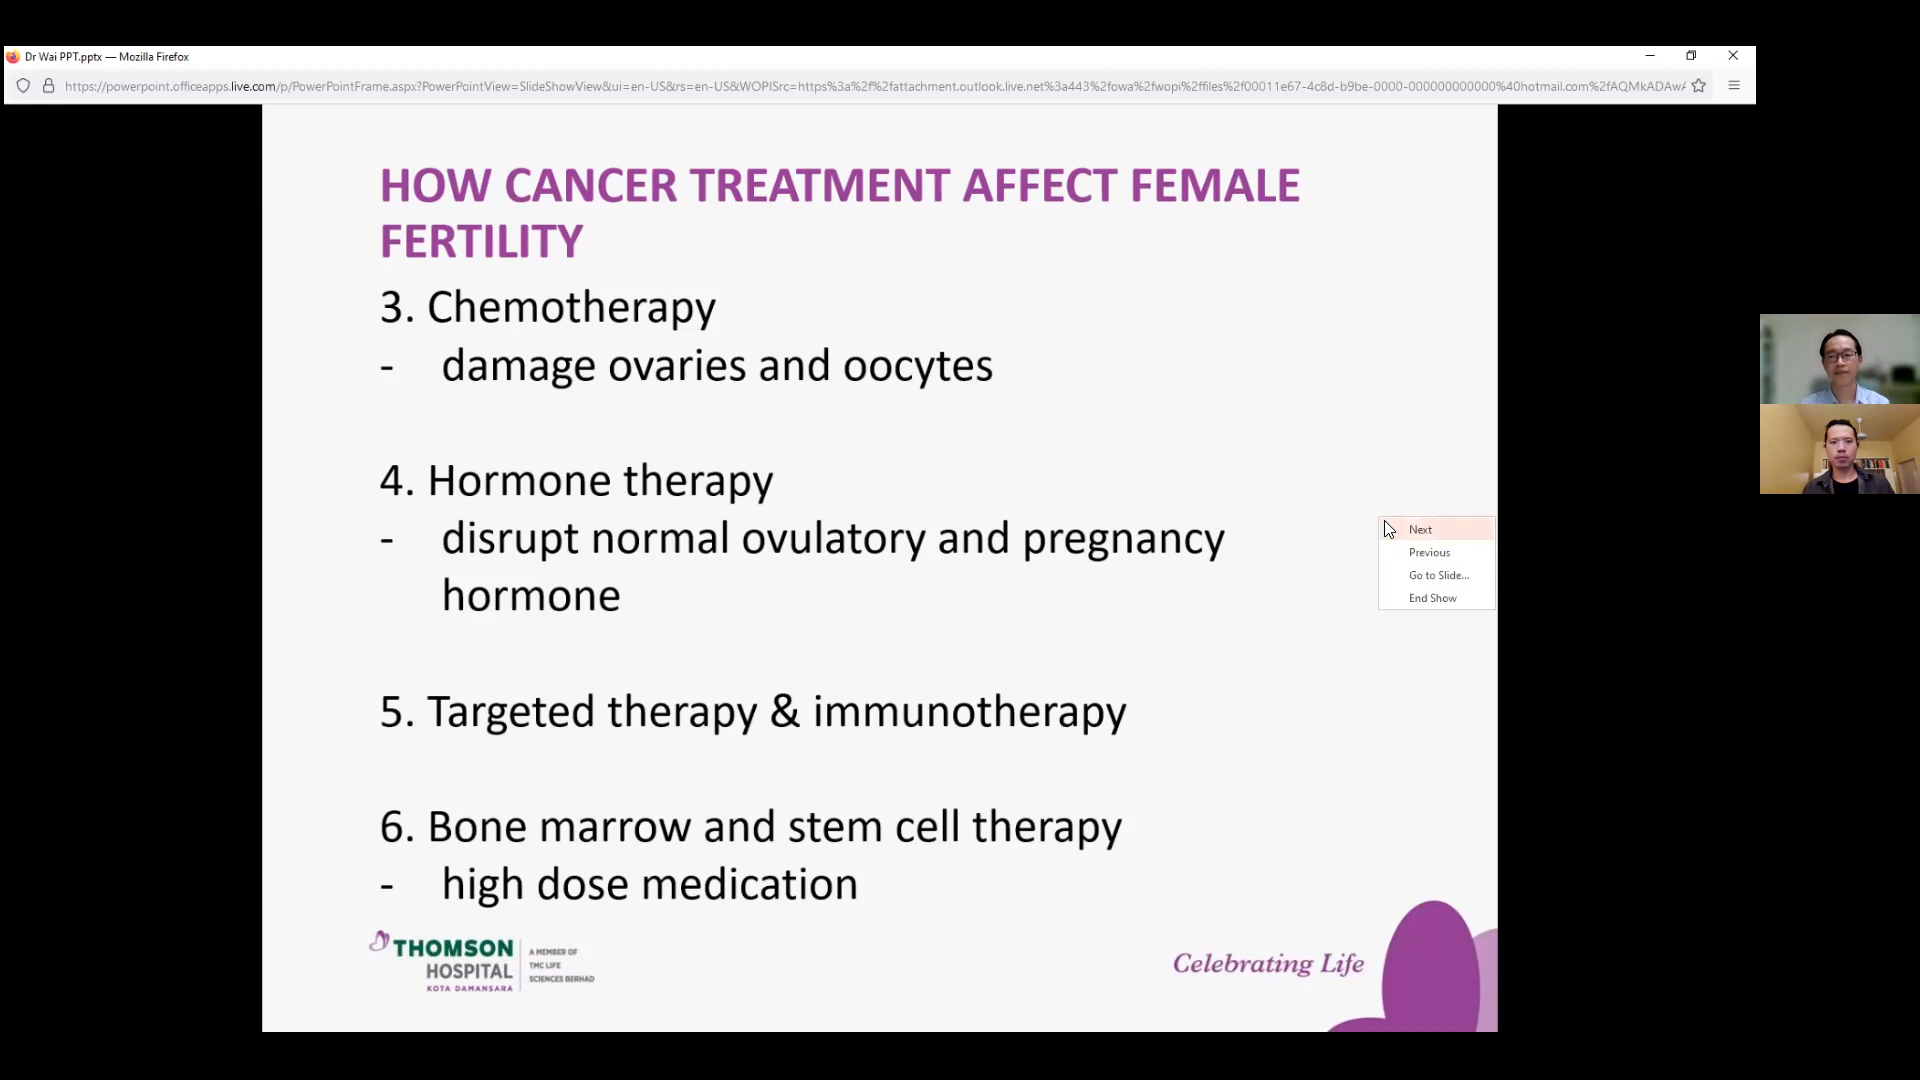 Dr Wai PPT.pptx — Mozilla Firefox
https://powerpoint.officeapps.live.com/p/PowerPointFrame.aspx?PowerPointView=SlideShowView&ui=en-US&rs=en-US&WOPISrc=https%3a%2f%2fattachment.outlook.live.net%3a443%2fowa%2fwopi%2ffiles%2f00011e67-4c8d-b9be-0000-000000000000%40hotmail.com%2fAQMkADAwA
HOW CANCER TREATMENT AFFECT FEMALE
FERTILITY
3. Chemotherapy
- damage ovaries and oocytes
4. Hormone therapy
- disrupt normal ovulatory and pregnancy
hormone
5. Targeted therapy & immunotherapy
6. Bone marrow and stem cell therapy
- high dose medication
Next
Previous
Go to Slide...
End Show
THOMSON
HOSPITAL
KOTA DAMANSARA
A MEMBER OF
TMC LIFE
SCIENCES BERHAD
Celebrating Life